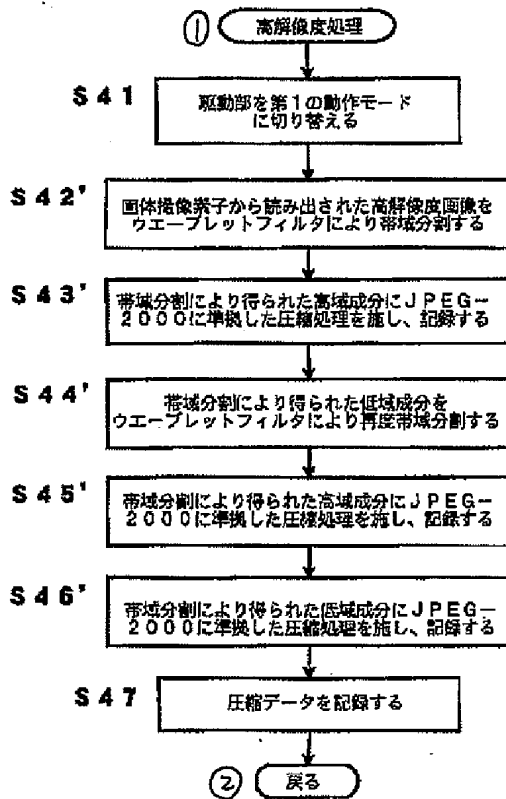 ① 高解像度処理
S41
駆動部を第1の動作モード
に切り替える
S42'
固体撮像素子から読み出された高解像度画像を
ウエーブレットフィルタにより帯域分割する
S43'
帯域分割により得られた高域成分にJPEG-
2000に準拠した圧縮処理を施し、記録する
S44'
帯域分割により得られた低域成分を
ウエーブレットフィルタにより再度帯域分割する
S45'
帯域分割により得られた高域成分にJPEG-
2000に準拠した圧縮処理を施し、記録する
S46'
帯域分割により得られた低域成分にJPEG-
2000に準拠した圧縮処理を施し、記録する
S47
圧縮データを記録する
② 戻る